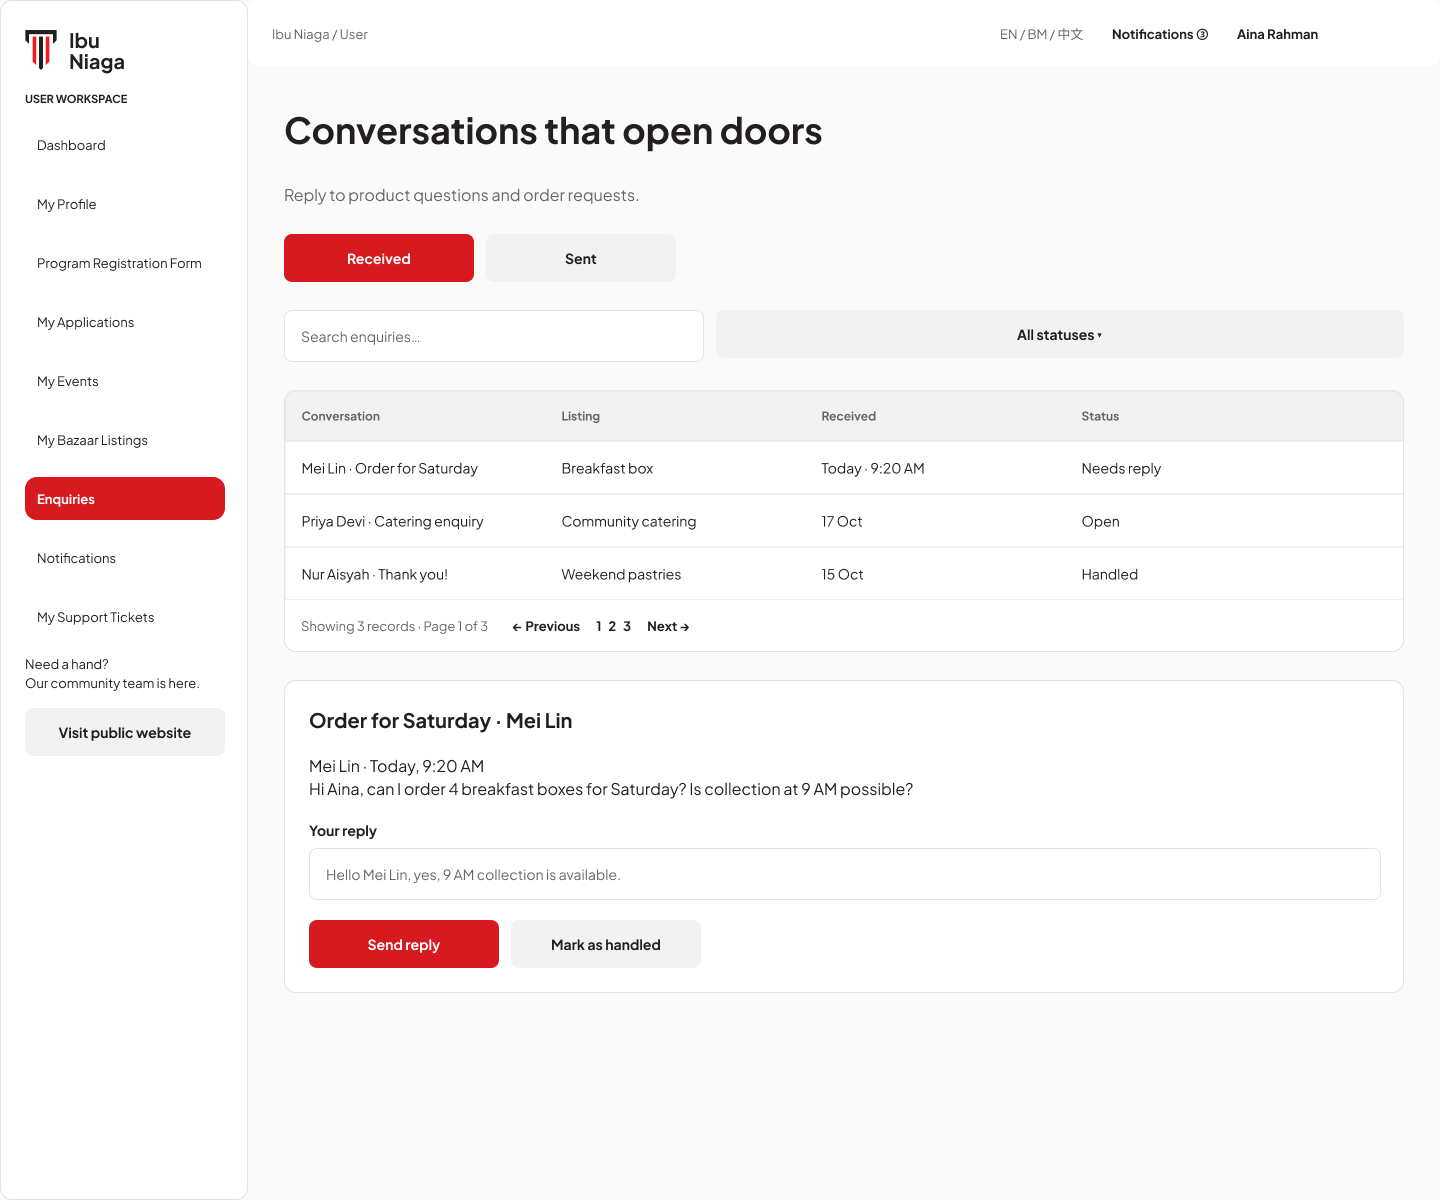 Ibu
Niaga
USER WORKSPACE
Dashboard
My Profile
Program Registration Form
My Applications
My Events
My Bazaar Listings
Enquiries
Notifications
My Support Tickets
Need a hand?
Our community team is here.
Visit public website
Ibu Niaga / User
EN / BM / 中文 Notifications ③ Aina Rahman
Conversations that open doors
Reply to product questions and order requests.
Received Sent
Search enquiries… All statuses ▾
Conversation Listing Received Status
Mei Lin · Order for Saturday Breakfast box Today · 9:20 AM Needs reply
Priya Devi · Catering enquiry Community catering 17 Oct Open
Nur Aisyah · Thank you! Weekend pastries 15 Oct Handled
Showing 3 records · Page 1 of 3 ← Previous 1 2 3 Next →
Order for Saturday · Mei Lin
Mei Lin · Today, 9:20 AM
Hi Aina, can I order 4 breakfast boxes for Saturday? Is collection at 9 AM possible?
Your reply
Hello Mei Lin, yes, 9 AM collection is available.
Send reply Mark as handled